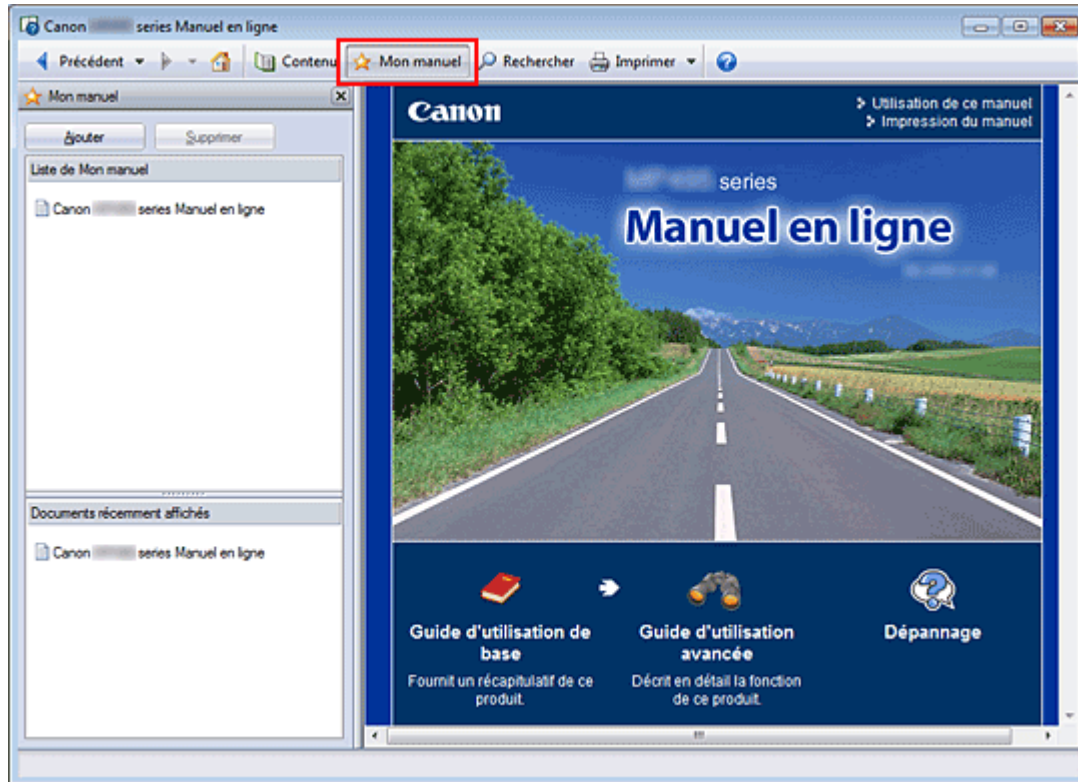 Canon series Manuel en ligne
Précédent Contenu Mon manuel Rechercher Imprimer
Mon manuel
Ajouter Supprimer
Liste de Mon manuel
Canon series Manuel en ligne
Documents récemment affichés
Canon series Manuel en ligne
Canon
Utilisation de ce manuel
Impression du manuel
series
Manuel en ligne
Guide d'utilisation de
base
Fournit un récapitulatif de ce
produit.
Guide d'utilisation
avancée
Décrit en détail la fonction
de ce produit.
Dépannage